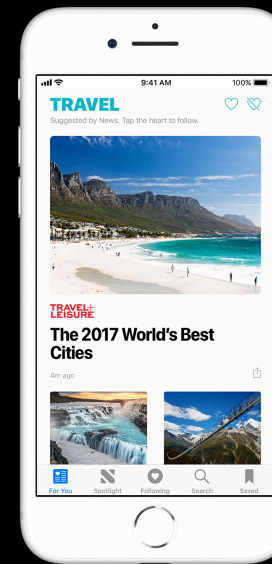 9:41 AM 100%
TRAVEL
Suggested by News. Tap the heart to follow.
TRAVEL+
LEISURE
The 2017 World's Best
Cities
4m ago
For You Spotlight Following Search Saved